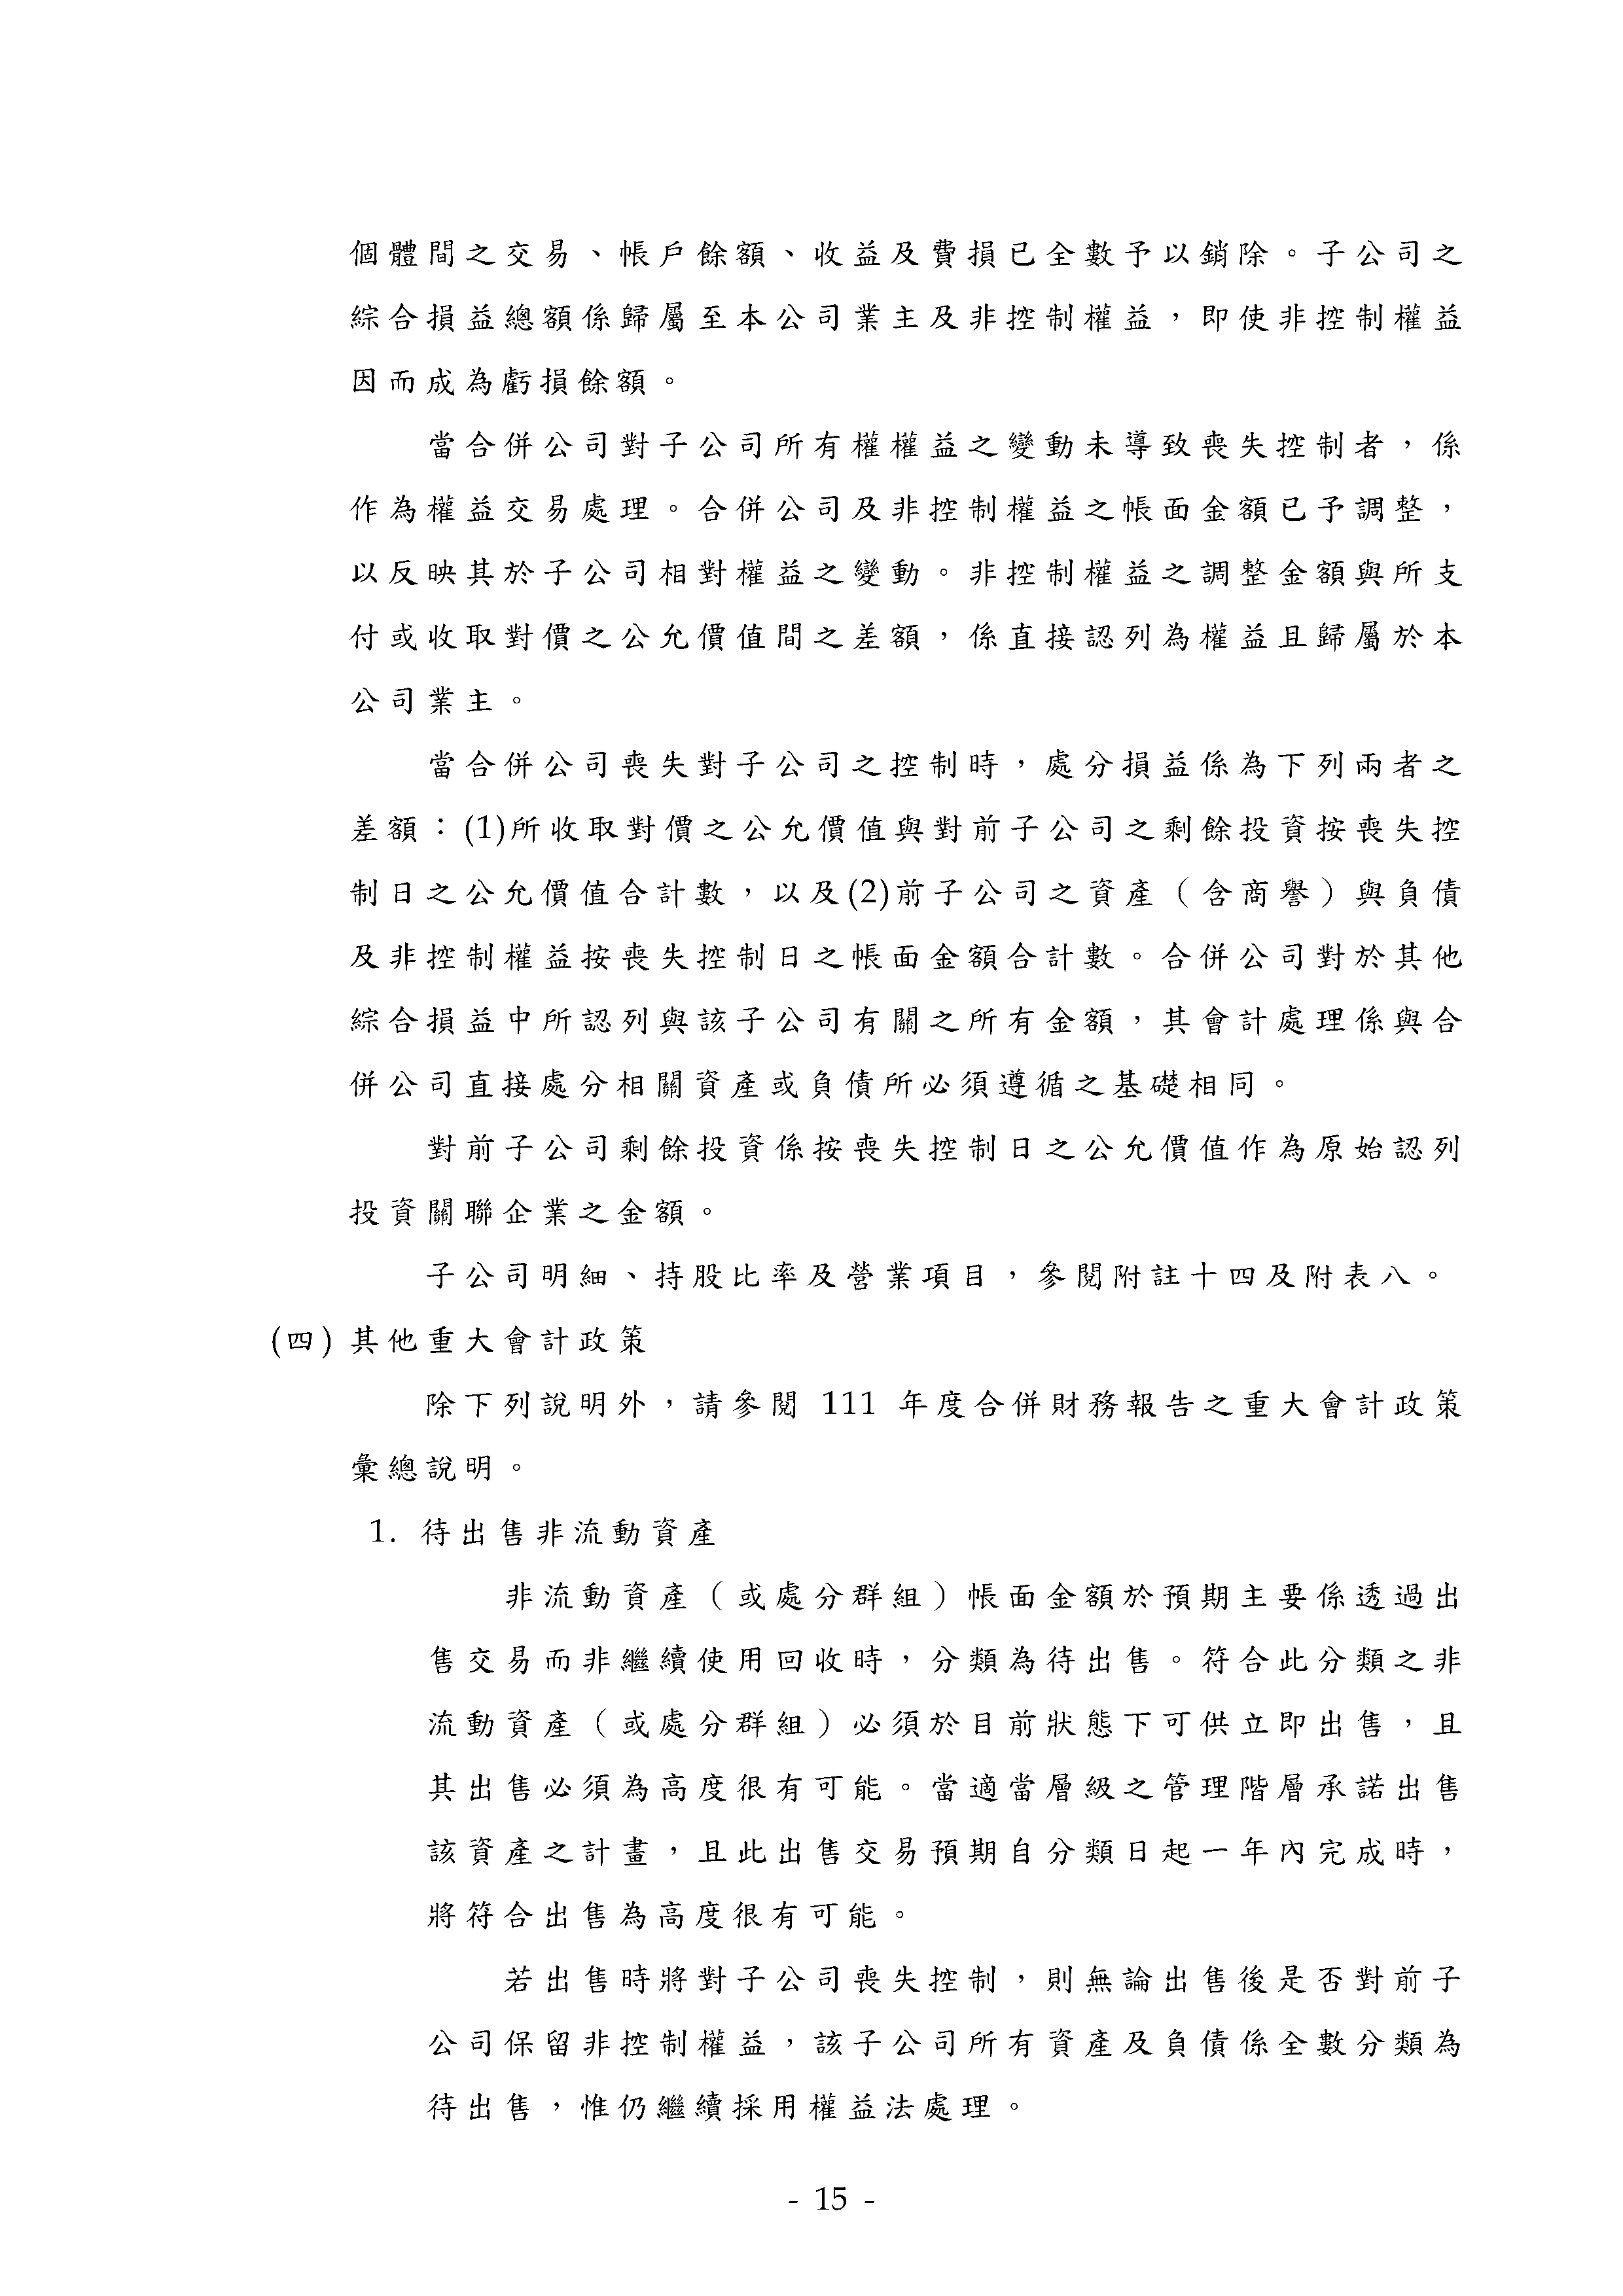 個體間之交易、帳戶餘額、收益及費損已全數予以銷除。子公司之
綜合損益總額係歸屬至本公司業主及非控制權益，即使非控制權益
因而成為虧損餘額。
當合併公司對子公司所有權權益之變動未導致喪失控制者，係
作為權益交易處理。合併公司及非控制權益之帳面金額已予調整，
以反映其於子公司相對權益之變動。非控制權益之調整金額與所支
付或收取對價之公允價值間之差額，係直接認列為權益且歸屬於本
公司業主。
當合併公司喪失對子公司之控制時，處分損益係為下列兩者之
差額：(1)所收取對價之公允價值與對前子公司之剩餘投資按喪失控
制日之公允價值合計數，以及(2)前子公司之資產（含商譽）與負債
及非控制權益按喪失控制日之帳面金額合計數。合併公司對於其他
綜合損益中所認列與該子公司有關之所有金額，其會計處理係與合
併公司直接處分相關資產或負債所必須遵循之基礎相同。
對前子公司剩餘投資係按喪失控制日之公允價值作為原始認列
投資關聯企業之金額。
子公司明細、持股比率及營業項目，參閱附註十四及附表八。
(四) 其他重大會計政策
除下列說明外，請參閱 111 年度合併財務報告之重大會計政策
彙總說明。
1. 待出售非流動資產
非流動資產（或處分群組）帳面金額於預期主要係透過出
售交易而非繼續使用回收時，分類為待出售。符合此分類之非
流動資產（或處分群組）必須於目前狀態下可供立即出售，且
其出售必須為高度很有可能。當適當層級之管理階層承諾出售
該資產之計畫，且此出售交易預期自分類日起一年內完成時，
將符合出售為高度很有可能。
若出售時將對子公司喪失控制，則無論出售後是否對前子
公司保留非控制權益，該子公司所有資產及負債係全數分類為
待出售，惟仍繼續採用權益法處理。
- 15 -